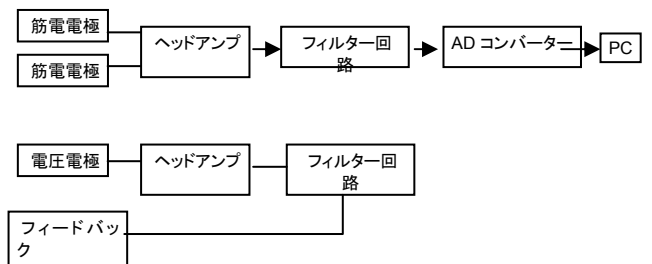 筋電電極
筋電電極
ヘッドアンプ
フィルター回
路
AD コンバーター
PC
電圧電極
ヘッドアンプ
フィルター回
路
フィードバッ
ク